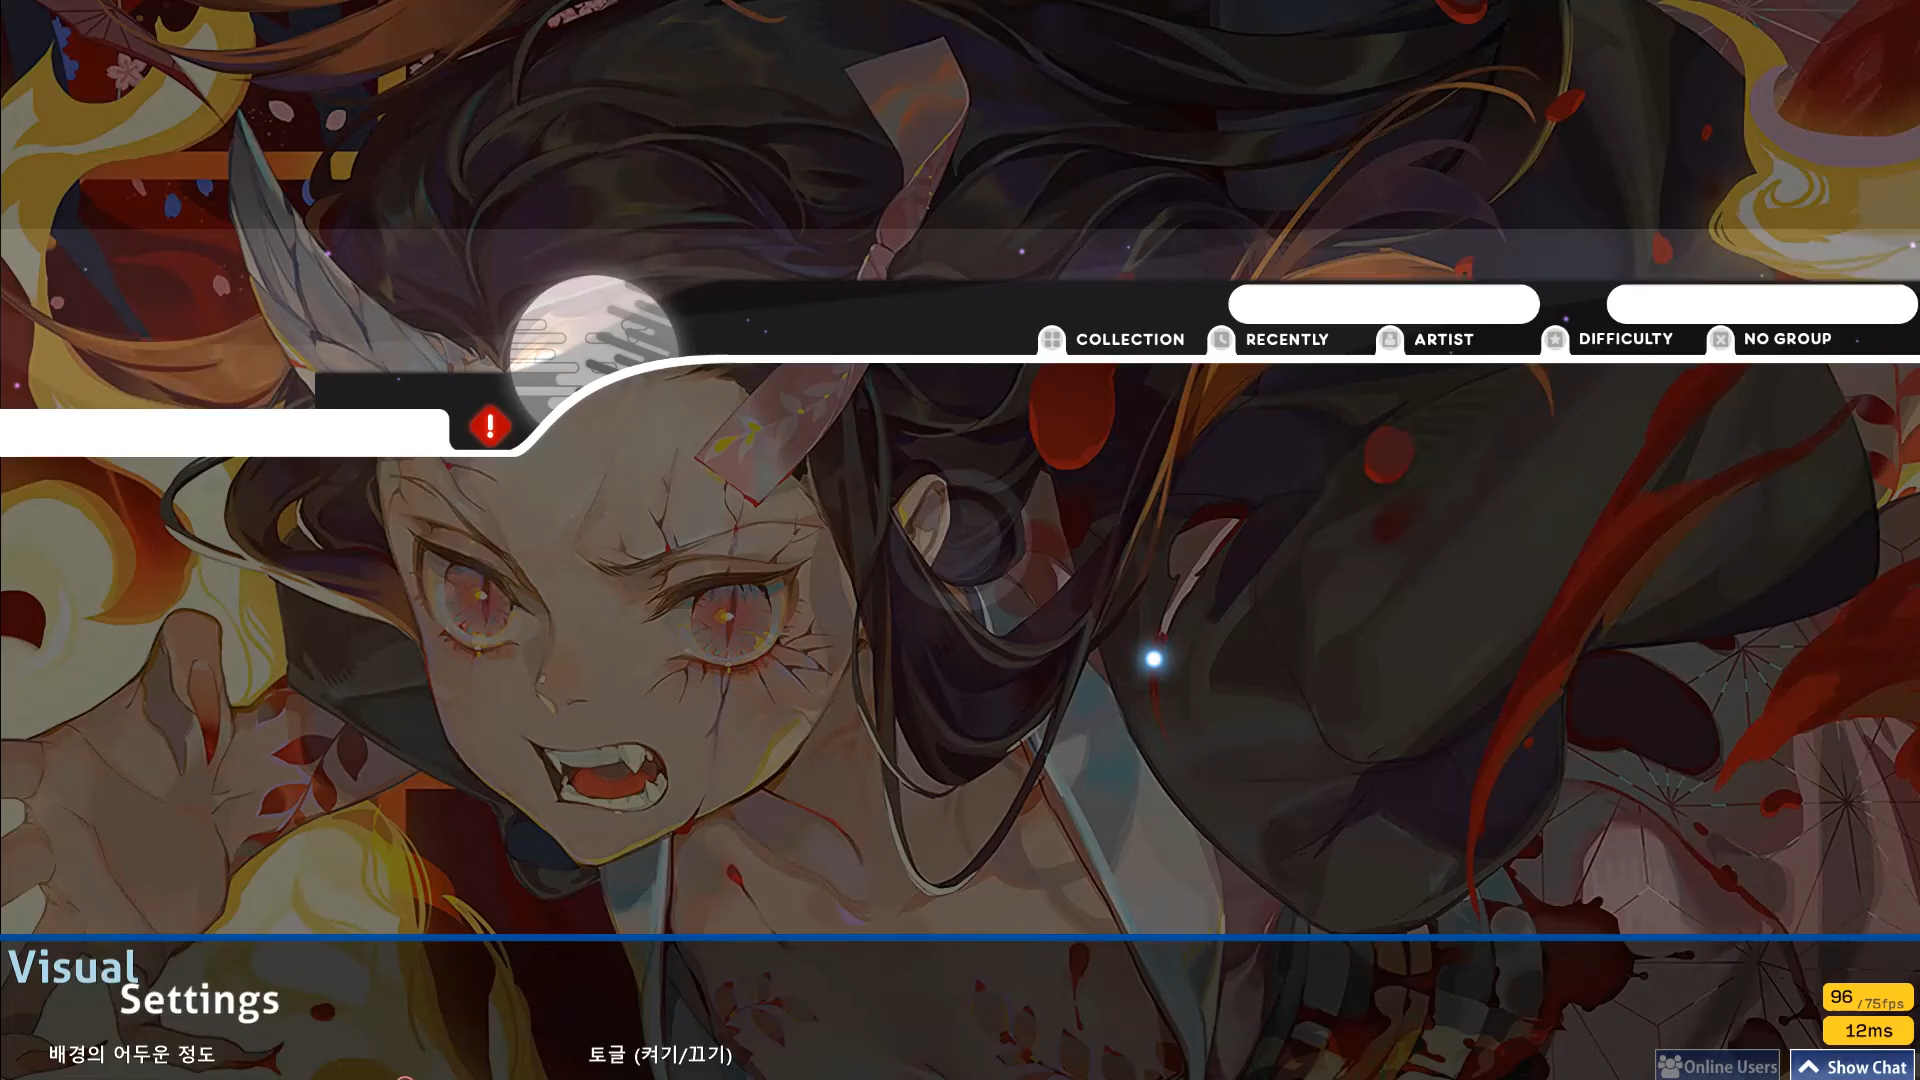 COLLECTION RECENTLY ARTIST DIFFICULTY NO GROUP
!
Visual
Settings
96 /75fps
12ms
배경의 어두운 정도 토글 (켜기/끄기)
Online Users Show Chat